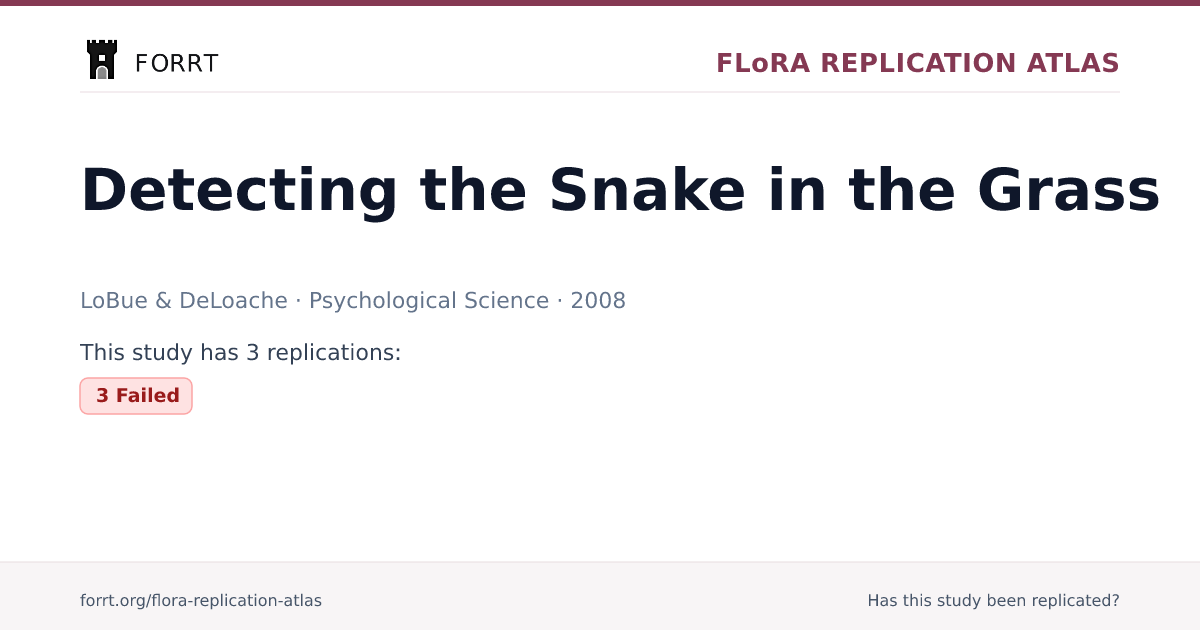 FORRT
FLoRA REPLICATION ATLAS
Detecting the Snake in the Grass
LoBue & DeLoache · Psychological Science · 2008
This study has 3 replications:
3 Failed
forrt.org/flora-replication-atlas
Has this study been replicated?